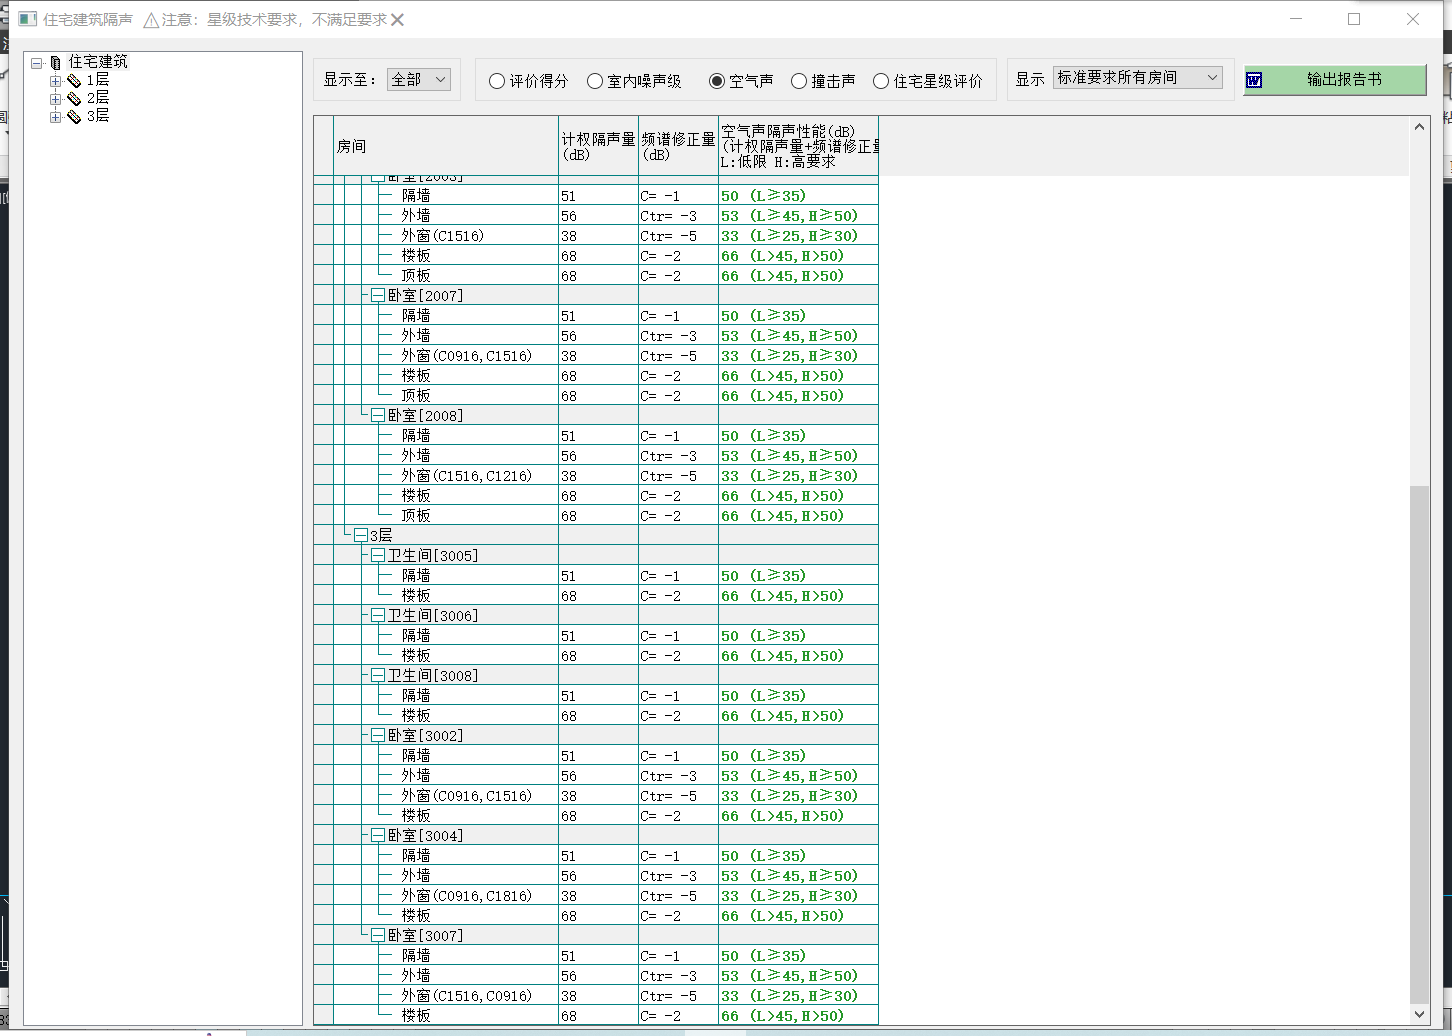 住宅建筑隔声 注意：星级技术要求，不满足要求
住宅建筑
1层
2层
3层
显示至： 全部 评价得分 室内噪声级 空气声 撞击声 住宅星级评价 显示 标准要求所有房间 输出报告书
房间 计权隔声量(dB) 频谱修正量(dB) 空气声隔声性能(dB)
(计权隔声量+频谱修正量
L:低限 H:高要求
卧室[2003]
隔墙 51 C= -1 50 (L≥35)
外墙 56 Ctr= -3 53 (L≥45,H≥50)
外窗(C1516) 38 Ctr= -5 33 (L≥25,H≥30)
楼板 68 C= -2 66 (L>45,H>50)
顶板 68 C= -2 66 (L>45,H>50)
卧室[2007]
隔墙 51 C= -1 50 (L≥35)
外墙 56 Ctr= -3 53 (L≥45,H≥50)
外窗(C0916,C1516) 38 Ctr= -5 33 (L≥25,H≥30)
楼板 68 C= -2 66 (L>45,H>50)
顶板 68 C= -2 66 (L>45,H>50)
卧室[2008]
隔墙 51 C= -1 50 (L≥35)
外墙 56 Ctr= -3 53 (L≥45,H≥50)
外窗(C1516,C1216) 38 Ctr= -5 33 (L≥25,H≥30)
楼板 68 C= -2 66 (L>45,H>50)
顶板 68 C= -2 66 (L>45,H>50)
3层
卫生间[3005]
隔墙 51 C= -1 50 (L≥35)
楼板 68 C= -2 66 (L>45,H>50)
卫生间[3006]
隔墙 51 C= -1 50 (L≥35)
楼板 68 C= -2 66 (L>45,H>50)
卫生间[3008]
隔墙 51 C= -1 50 (L≥35)
楼板 68 C= -2 66 (L>45,H>50)
卧室[3002]
隔墙 51 C= -1 50 (L≥35)
外墙 56 Ctr= -3 53 (L≥45,H≥50)
外窗(C0916,C1516) 38 Ctr= -5 33 (L≥25,H≥30)
楼板 68 C= -2 66 (L>45,H>50)
卧室[3004]
隔墙 51 C= -1 50 (L≥35)
外墙 56 Ctr= -3 53 (L≥45,H≥50)
外窗(C0916,C1816) 38 Ctr= -5 33 (L≥25,H≥30)
楼板 68 C= -2 66 (L>45,H>50)
卧室[3007]
隔墙 51 C= -1 50 (L≥35)
外墙 56 Ctr= -3 53 (L≥45,H≥50)
外窗(C1516,C0916) 38 Ctr= -5 33 (L≥25,H≥30)
楼板 68 C= -2 66 (L>45,H>50)